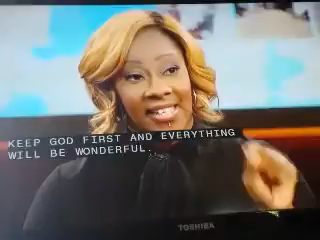 KEEP GOD FIRST AND EVERYTHING
WILL BE WONDERFUL.
TOSHIBA